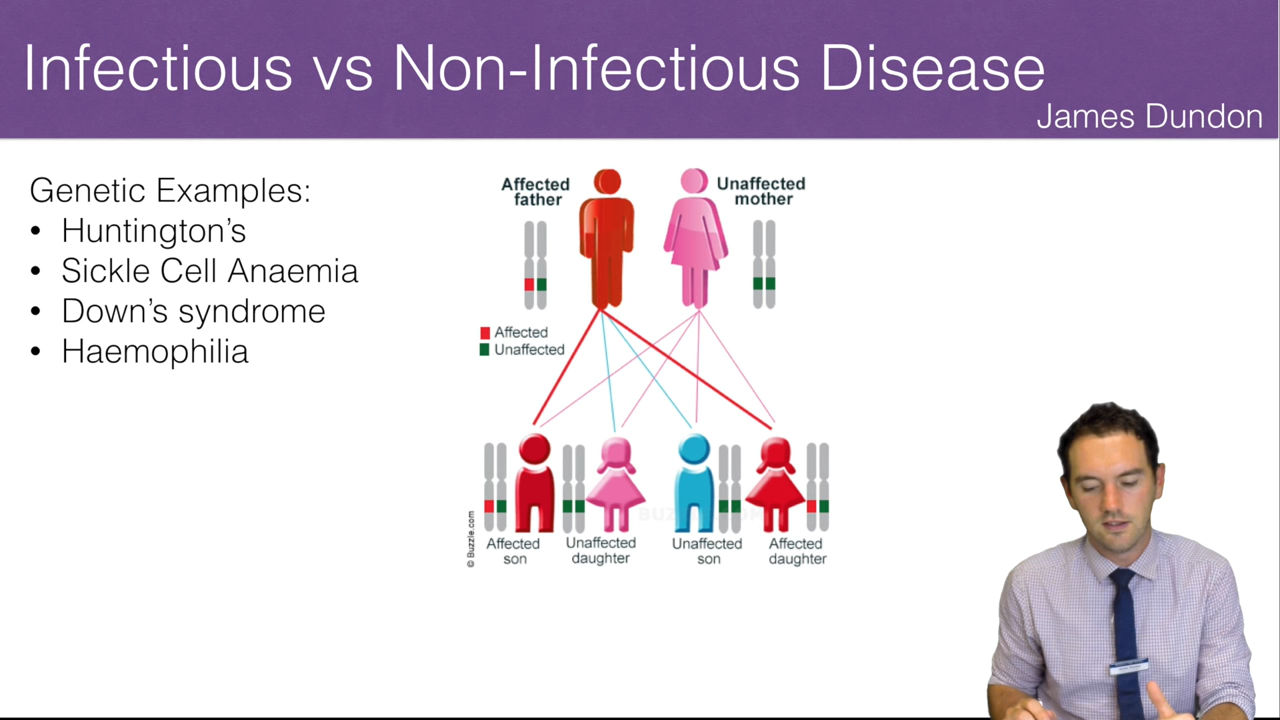 Infectious vs Non-Infectious Disease
James Dundon
Genetic Examples:
• Huntington’s
• Sickle Cell Anaemia
• Down’s syndrome
• Haemophilia
Affected
father
Unaffected
mother
Affected
Unaffected
© Buzzle.com
Affected
son
Unaffected
daughter
Unaffected
son
Affected
daughter